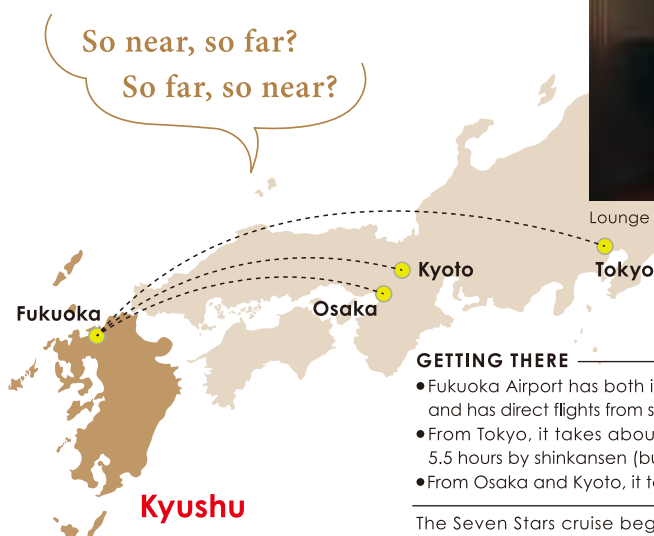 So near, so far?
So far, so near?
Lounge
Kyoto
Tokyo
Osaka
Fukuoka
Kyushu
GETTING THERE
● Fukuoka Airport has both i
and has direct flights from s
● From Tokyo, it takes abou
5.5 hours by shinkansen (bu
● From Osaka and Kyoto, it t
The Seven Stars cruise beg